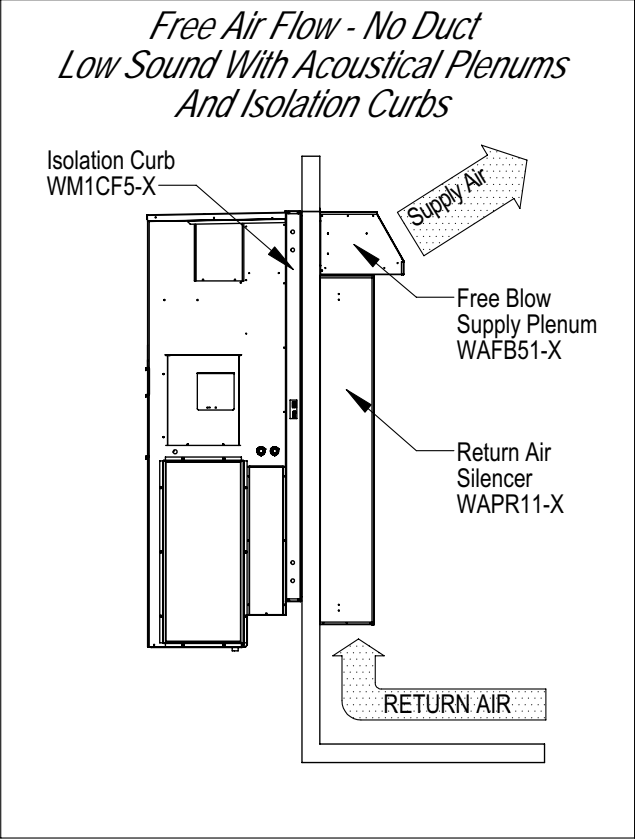 Free Air Flow - No Duct
Low Sound With Acoustical Plenums
And Isolation Curbs
Isolation Curb
WM1CF5-X
Supply Air
Free Blow
Supply Plenum
WAFB51-X
Return Air
Silencer
WAPR11-X
RETURN AIR